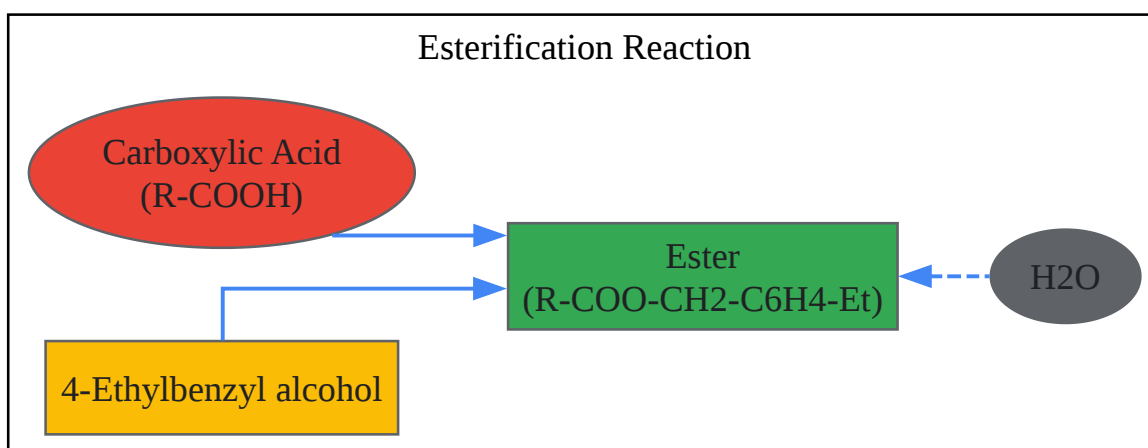 Esterification Reaction
Carboxylic Acid
(R-COOH)
Ester
(R-COO-CH2-C6H4-Et)
H2O
4-Ethylbenzyl alcohol